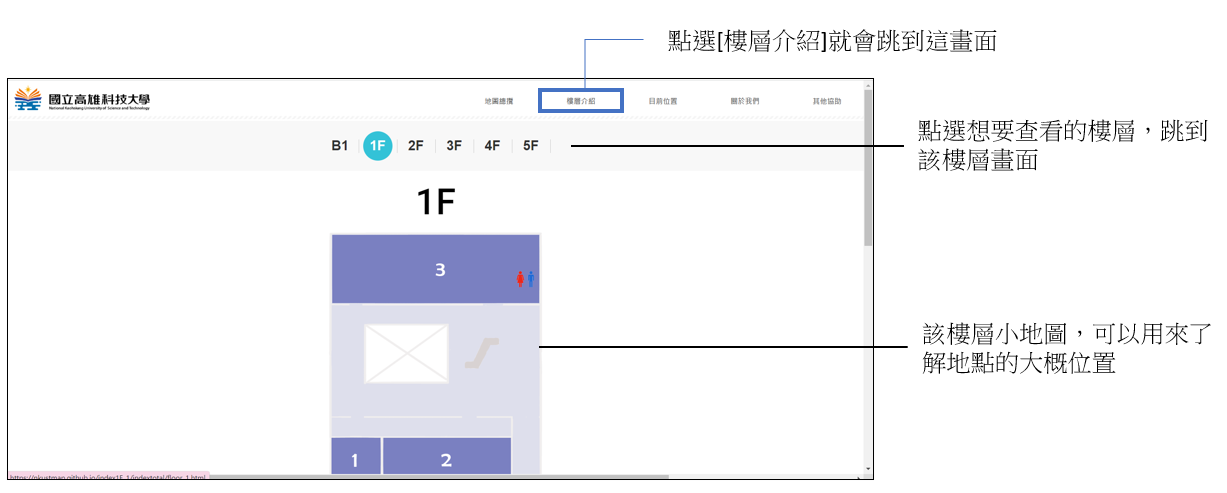 點選[樓層介紹]就會跳到這畫面
國立高雄科技大學
National Kaohsiung University of Science and Technology
地圖總覽 樓層介紹 目前位置 關於我們 其他協助
B1 1F 2F 3F 4F 5F
點選想要查看的樓層，跳到
該樓層畫面
1F
3
該樓層小地圖，可以用來了
解地點的大概位置
1 2
https://nkustmap.github.io/index1F_1/indextotal/floor_1.html